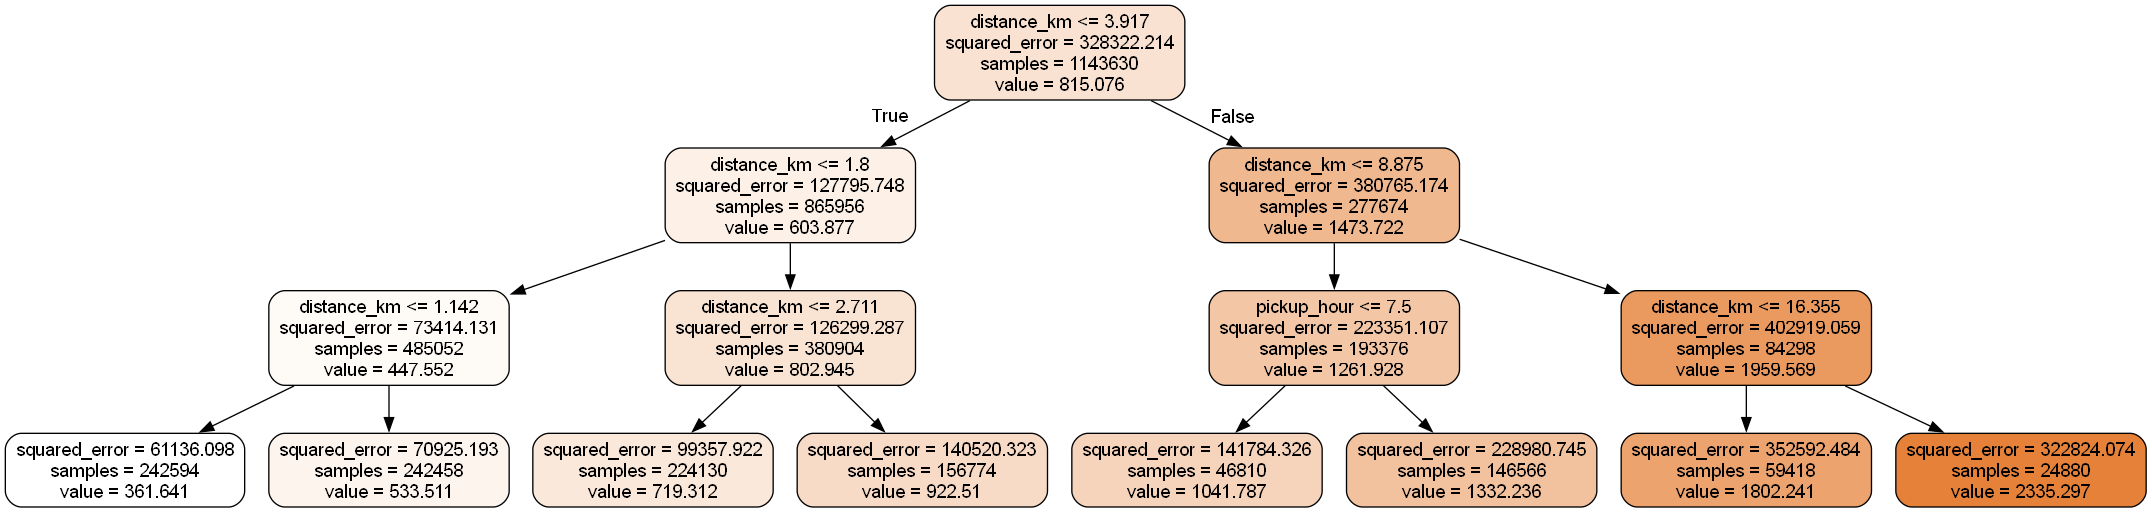 distance_km <= 3.917
squared_error = 328322.214
samples = 1143630
value = 815.076
True
False
distance_km <= 1.8
squared_error = 127795.748
samples = 865956
value = 603.877
distance_km <= 8.875
squared_error = 380765.174
samples = 277674
value = 1473.722
distance_km <= 1.142
squared_error = 73414.131
samples = 485052
value = 447.552
distance_km <= 2.711
squared_error = 126299.287
samples = 380904
value = 802.945
pickup_hour <= 7.5
squared_error = 223351.107
samples = 193376
value = 1261.928
distance_km <= 16.355
squared_error = 402919.059
samples = 84298
value = 1959.569
squared_error = 61136.098
samples = 242594
value = 361.641
squared_error = 70925.193
samples = 242458
value = 533.511
squared_error = 99357.922
samples = 224130
value = 719.312
squared_error = 140520.323
samples = 156774
value = 922.51
squared_error = 141784.326
samples = 46810
value = 1041.787
squared_error = 228980.745
samples = 146566
value = 1332.236
squared_error = 352592.484
samples = 59418
value = 1802.241
squared_error = 322824.074
samples = 24880
value = 2335.297